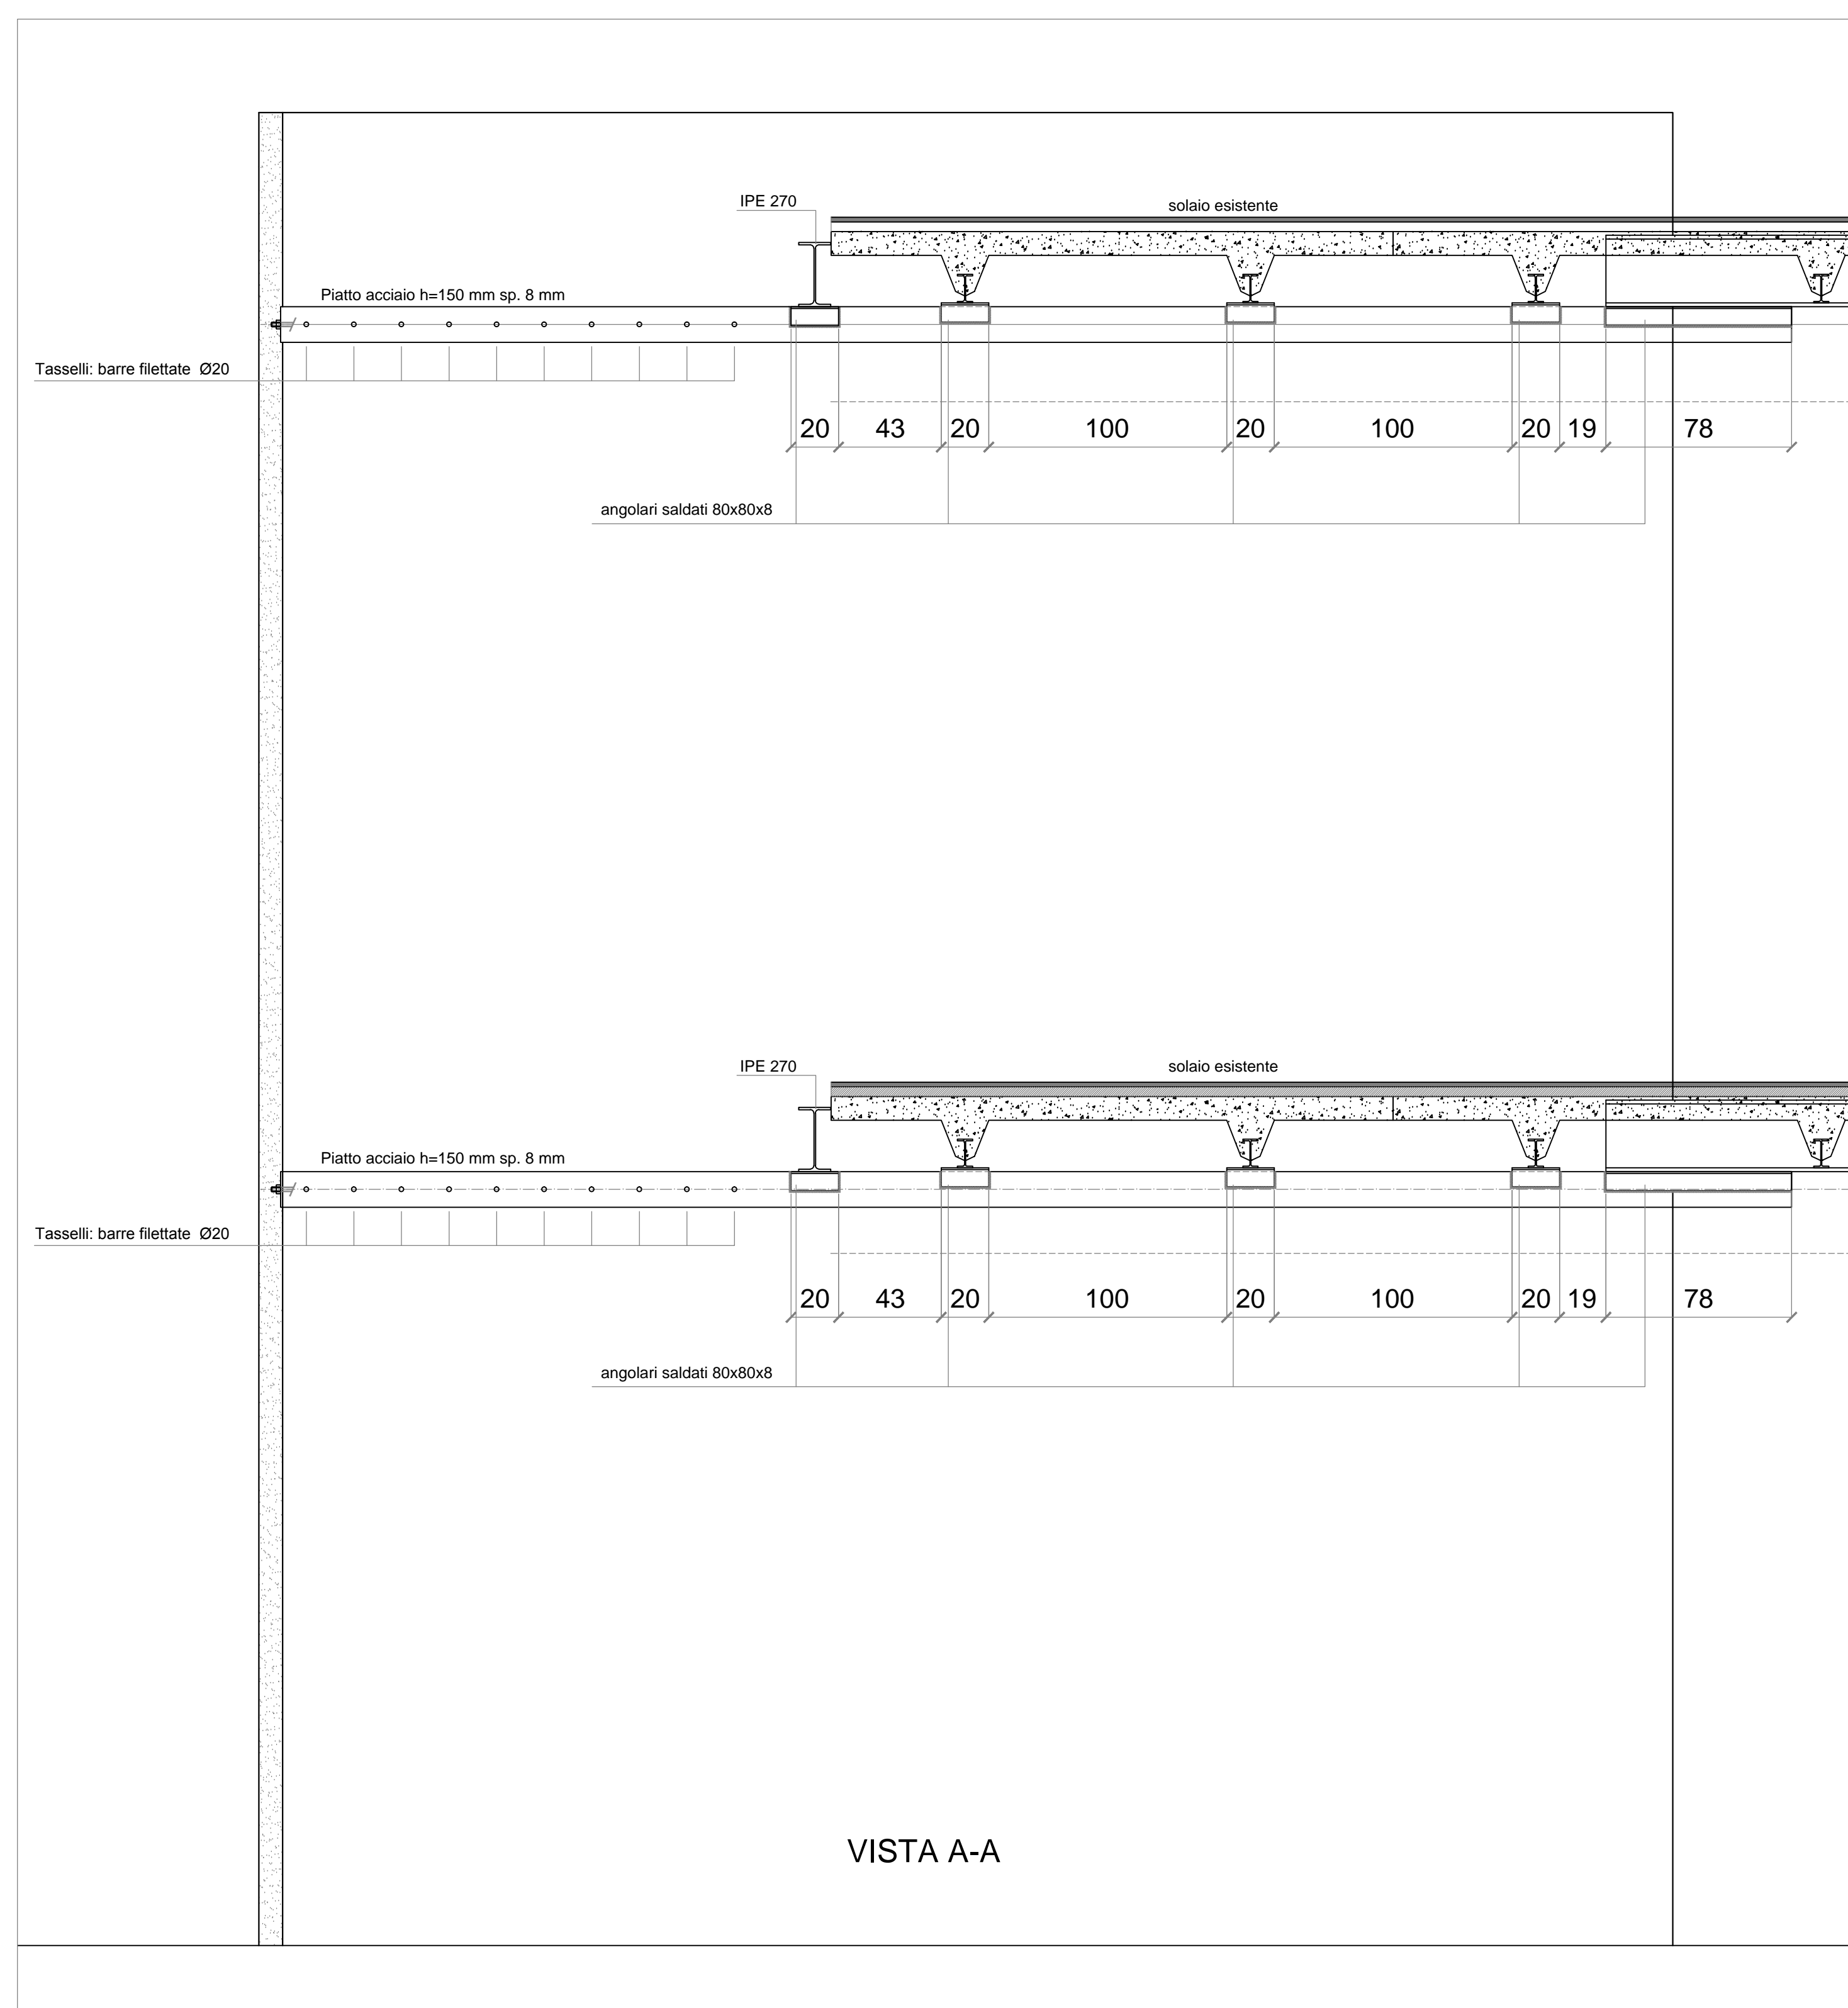 IPE 270
solaio esistente
Piatto acciaio h=150 mm sp. 8 mm
Tasselli: barre filettate Ø20
20 43 20 100 20 100 20 19 78
angolari saldati 80x80x8
IPE 270
solaio esistente
Piatto acciaio h=150 mm sp. 8 mm
Tasselli: barre filettate Ø20
20 43 20 100 20 100 20 19 78
angolari saldati 80x80x8
VISTA A-A